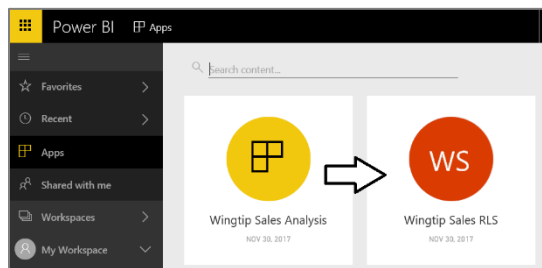 Power BI Apps
Search content...
Favorites
Recent
Apps
Shared with me
Workspaces
My Workspace
WS
Wingtip Sales Analysis
NOV 30, 2017
Wingtip Sales RLS
NOV 30, 2017